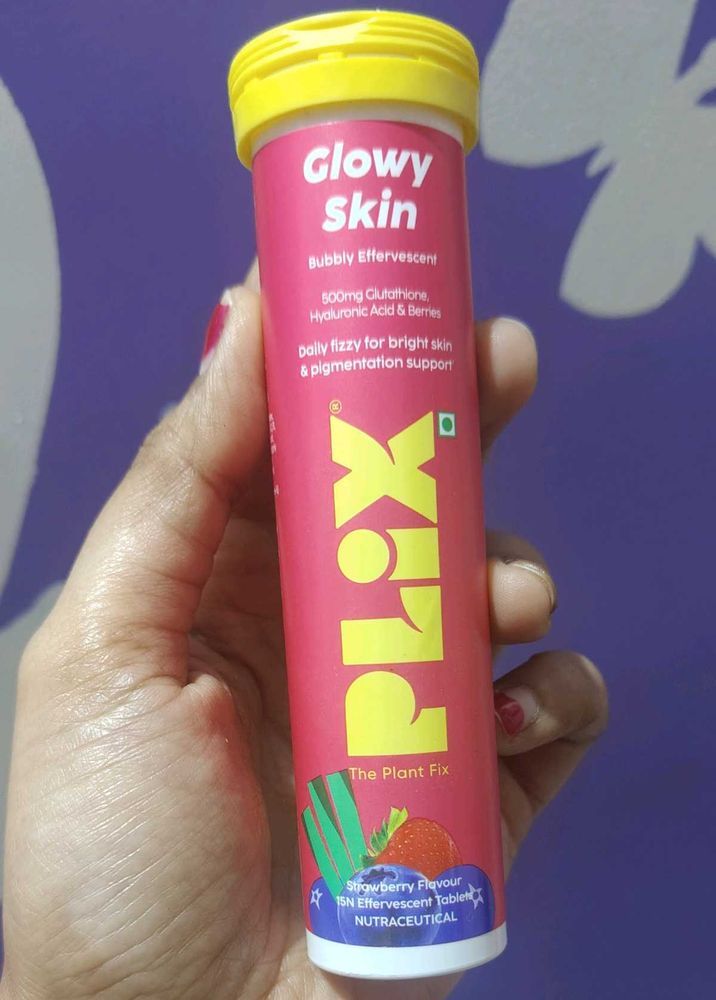 Glowy
Skin
Bubbly Effervescent
500mg Glutathione,
Hyaluronic Acid & Berries
Daily fizzy for bright skin
& pigmentation support
PLIX®
The Plant Fix
Strawberry Flavour
15N Effervescent Tablets
NUTRACEUTICAL